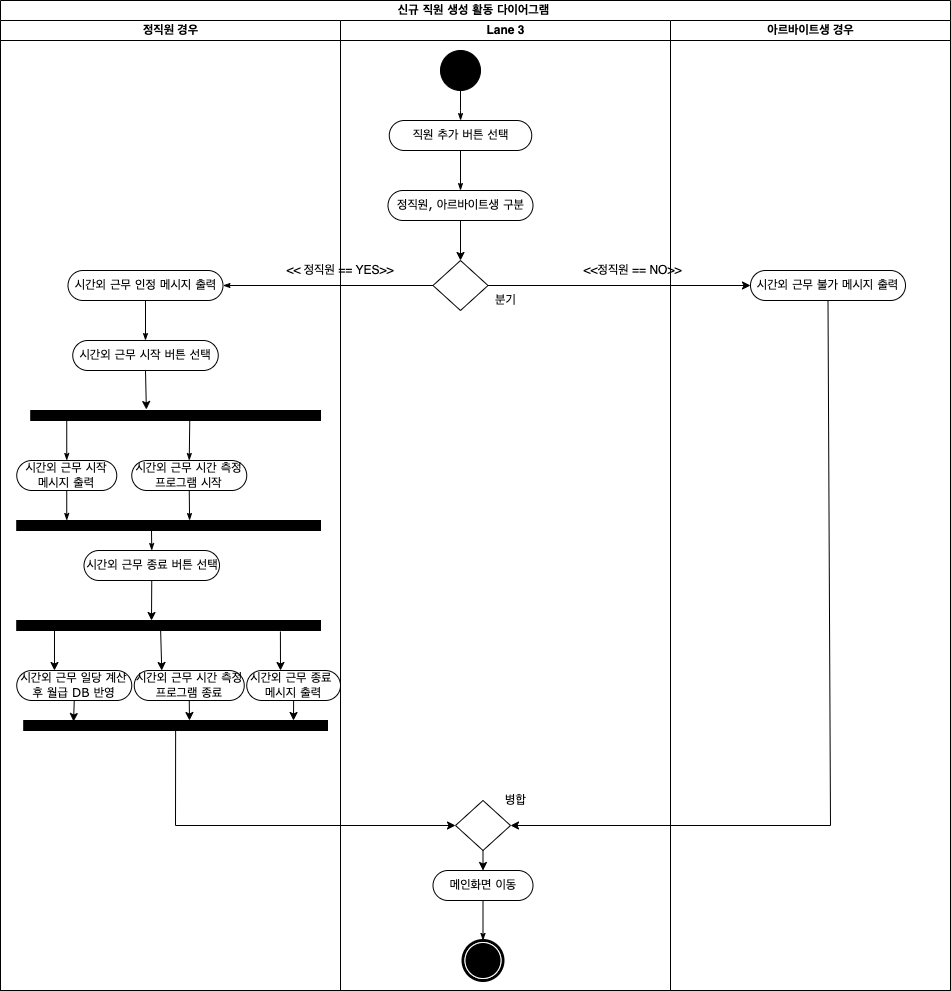 신규 직원 생성 활동 다이어그램
정직원 경우
Lane 3
아르바이트생 경우
직원 추가 버튼 선택
정직원, 아르바이트생 구분
<< 정직원 == YES>>
<<정직원 == NO>>
분기
시간외 근무 인정 메시지 출력
시간외 근무 불가 메시지 출력
시간외 근무 시작 버튼 선택
시간외 근무 시작
메시지 출력
시간외 근무 시간 측정
프로그램 시작
시간외 근무 종료 버튼 선택
시간외 근무 일당 계산
후 월급 DB 반영
시간외 근무 시간 측정
프로그램 종료
시간외 근무 종료
메시지 출력
병합
메인화면 이동